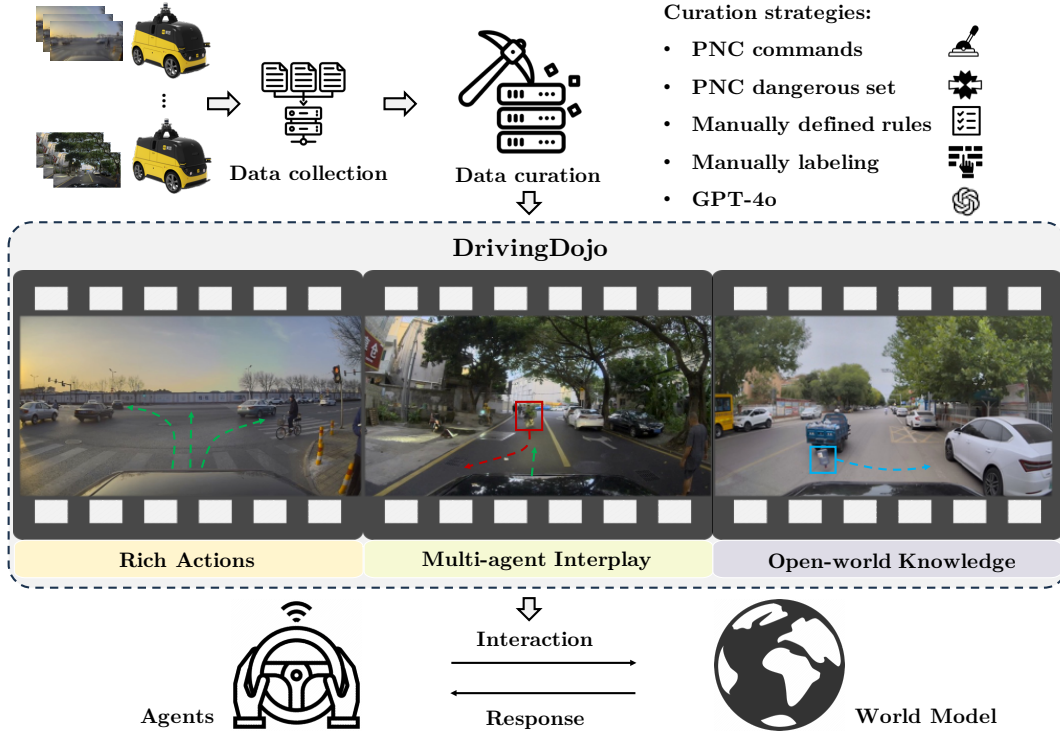 Curation strategies:
• PNC commands
• PNC dangerous set
• Manually defined rules
• Manually labeling
• GPT-4o
Data collection
Data curation
DrivingDojo
Rich Actions
Multi-agent Interplay
Open-world Knowledge
Interaction
Agents
Response
World Model